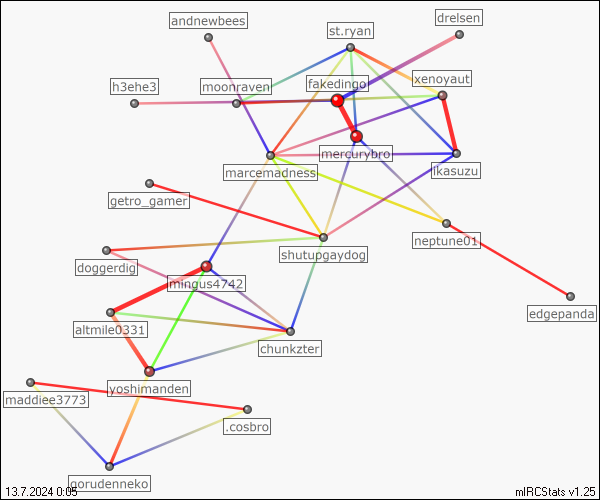 andnewbees
drelsen
st.ryan
h3ehe3
moonraven
fakedingo
xenoyaut
mercurybro
marcemadness
ikasuzu
getro_gamer
neptune01
shutupgaydog
doggerdig
mingus4742
edgepanda
altmile0331
chunkzter
yoshimanden
maddiee3773
.cosbro
gorudenneko
13.7.2024 0:05
mIRCStats v1.25